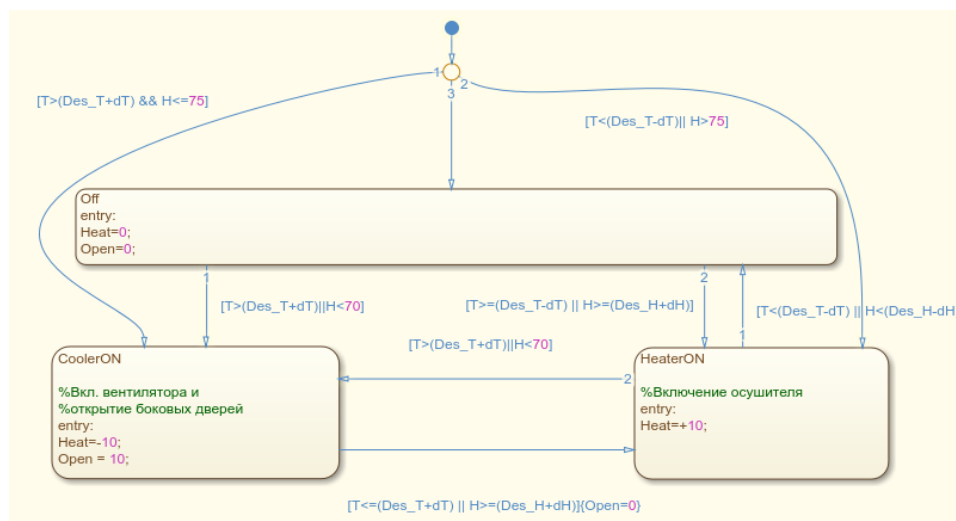 1
2
3
[T>(Des_T+dT) && H<=75]
[T<(Des_T-dT)|| H>75]
Off
entry:
Heat=0;
Open=0;
1
2
[T>(Des_T+dT)||H<70]
[T>=(Des_T-dT) || H>=(Des_H+dH)]
[T<(Des_T-dT) || H<(Des_H-dH
1
[T>(Des_T+dT)||H<70]
CoolerON
%Вкл. вентилятора и
%открытие боковых дверей
entry:
Heat=-10;
Open = 10;
2
HeaterON
%Включение осушителя
entry:
Heat=+10;
[T<=(Des_T+dT) || H>=(Des_H+dH)]{Open=0}